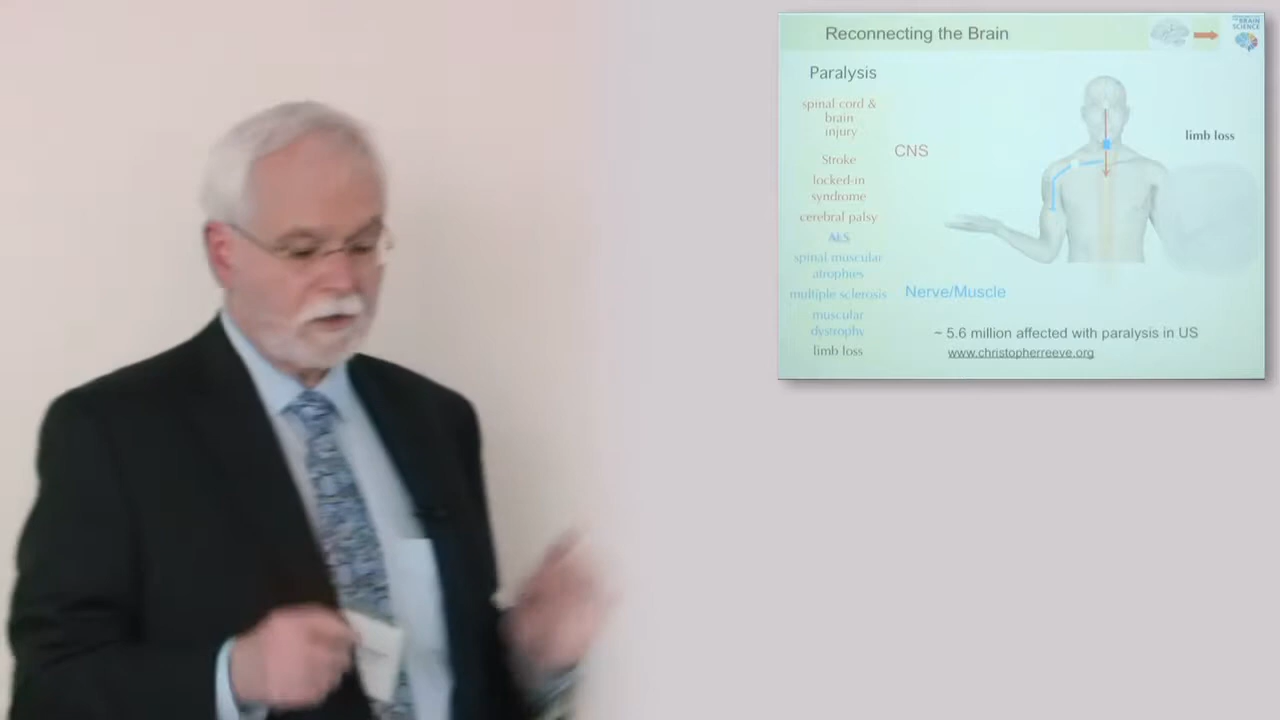 Reconnecting the Brain
BRAIN
SCIENCE
Paralysis
spinal cord &
brain
injury
Stroke
locked-in
syndrome
cerebral palsy
ALS
spinal muscular
atrophies
multiple sclerosis
muscular
dystrophy
limb loss
CNS
Nerve/Muscle
limb loss
~ 5.6 million affected with paralysis in US
www.christopherreeve.org